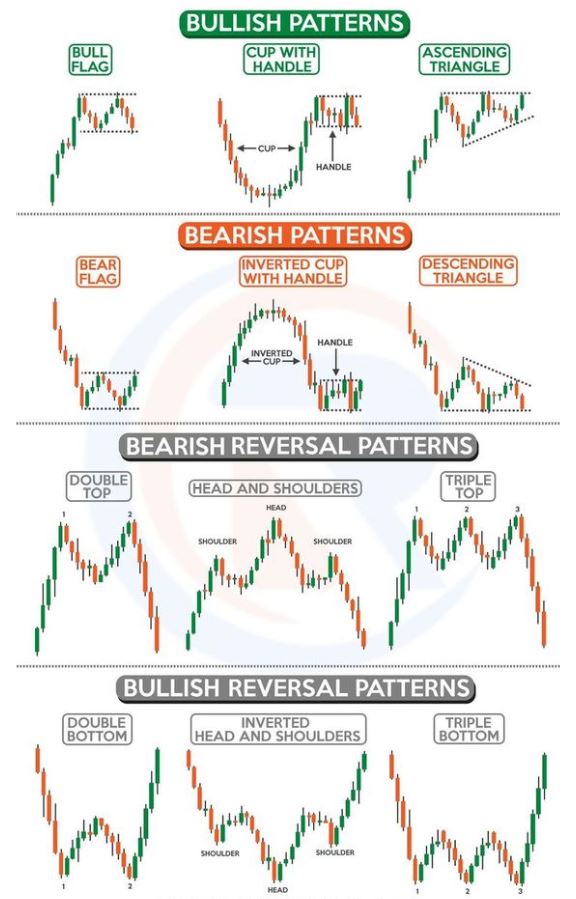 BULLISH PATTERNS
BULL
FLAG
CUP WITH
HANDLE
ASCENDING
TRIANGLE
CUP
HANDLE
BEARISH PATTERNS
BEAR
FLAG
INVERTED CUP
WITH HANDLE
DESCENDING
TRIANGLE
HANDLE
INVERTED
CUP
BEARISH REVERSAL PATTERNS
DOUBLE
TOP
HEAD AND SHOULDERS
TRIPLE
TOP
1
2
HEAD
SHOULDER
SHOULDER
1
2
3
BULLISH REVERSAL PATTERNS
DOUBLE
BOTTOM
INVERTED
HEAD AND SHOULDERS
TRIPLE
BOTTOM
SHOULDER
SHOULDER
1
2
HEAD
1
2
3